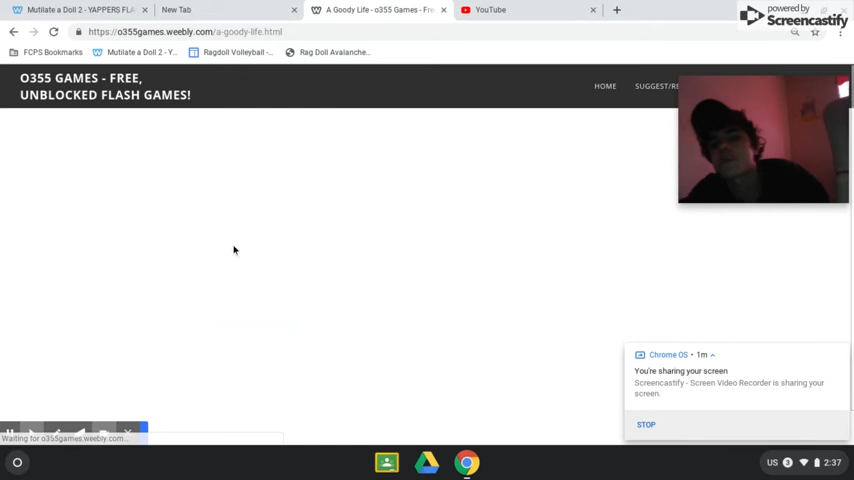 powered by
Screencastify
Mutilate a Doll 2 - YAPPERS FLA
New Tab
A Goody Life - o355 Games - Fre
YouTube
https://o355games.weebly.com/a-goody-life.html
FCPS Bookmarks
Mutilate a Doll 2 - Y...
Ragdoll Volleyball -...
Rag Doll Avalanche...
O355 GAMES - FREE,
UNBLOCKED FLASH GAMES!
HOME
SUGGEST/RE
Chrome OS • 1m
You're sharing your screen
Screencastify - Screen Video Recorder is sharing your
screen.
STOP
Waiting for o355games.weebly.com...
US 3 2:37